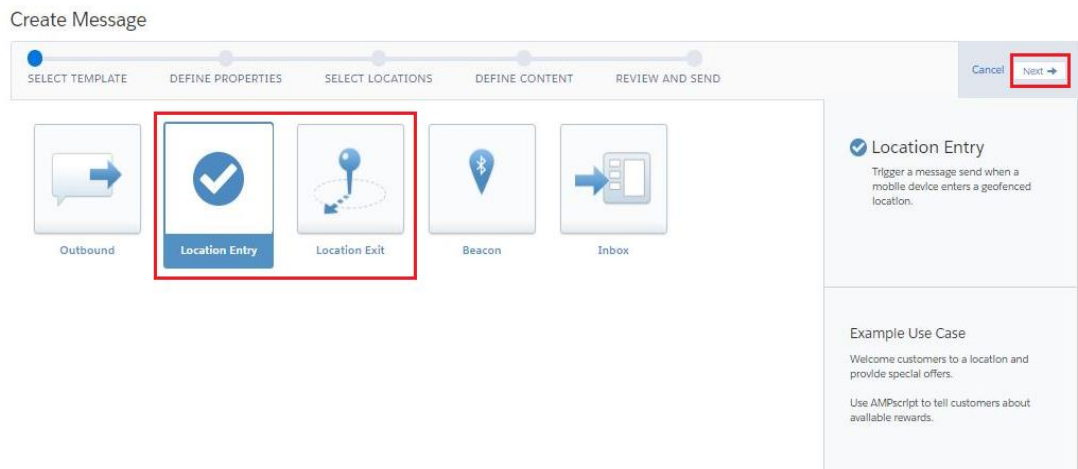 Create Message
SELECT TEMPLATE
DEFINE PROPERTIES
SELECT LOCATIONS
DEFINE CONTENT
REVIEW AND SEND
Cancel
Next
Outbound
Location Entry
Location Exit
Beacon
Inbox
Location Entry
Trigger a message send when a
mobile device enters a geofenced
location.
Example Use Case
Welcome customers to a location and
provide special offers.
Use AMPscript to tell customers about
available rewards.